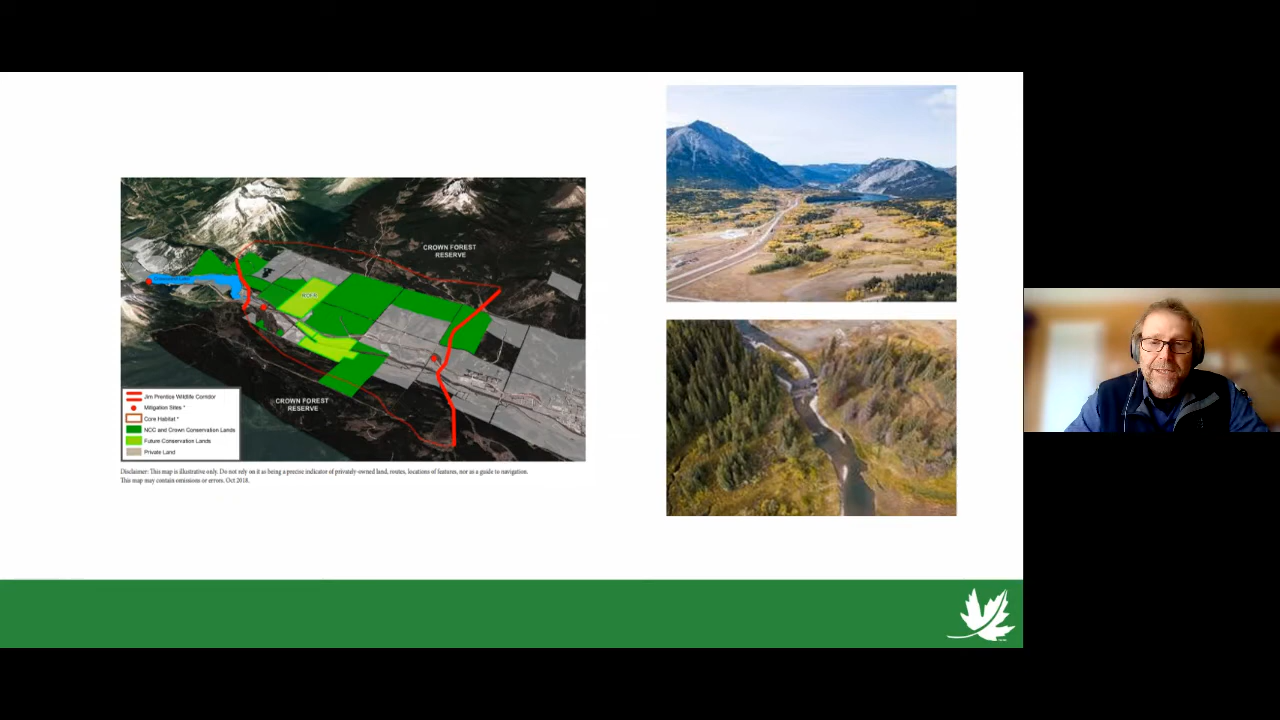 CROWN FOREST
RESERVE
CROWN FOREST
RESERVE
Jim Prentice Wildlife Corridor
Mitigation Sites *
Core Habitat *
NCC and Crown Conservation Lands
Future Conservation Lands
Private Land
Disclaimer: This map is illustrative only. Do not rely on it as being a precise indicator of privately-owned land, routes, locations of features, nor as a guide to navigation.
This map may contain omissions or errors. Oct 2018.